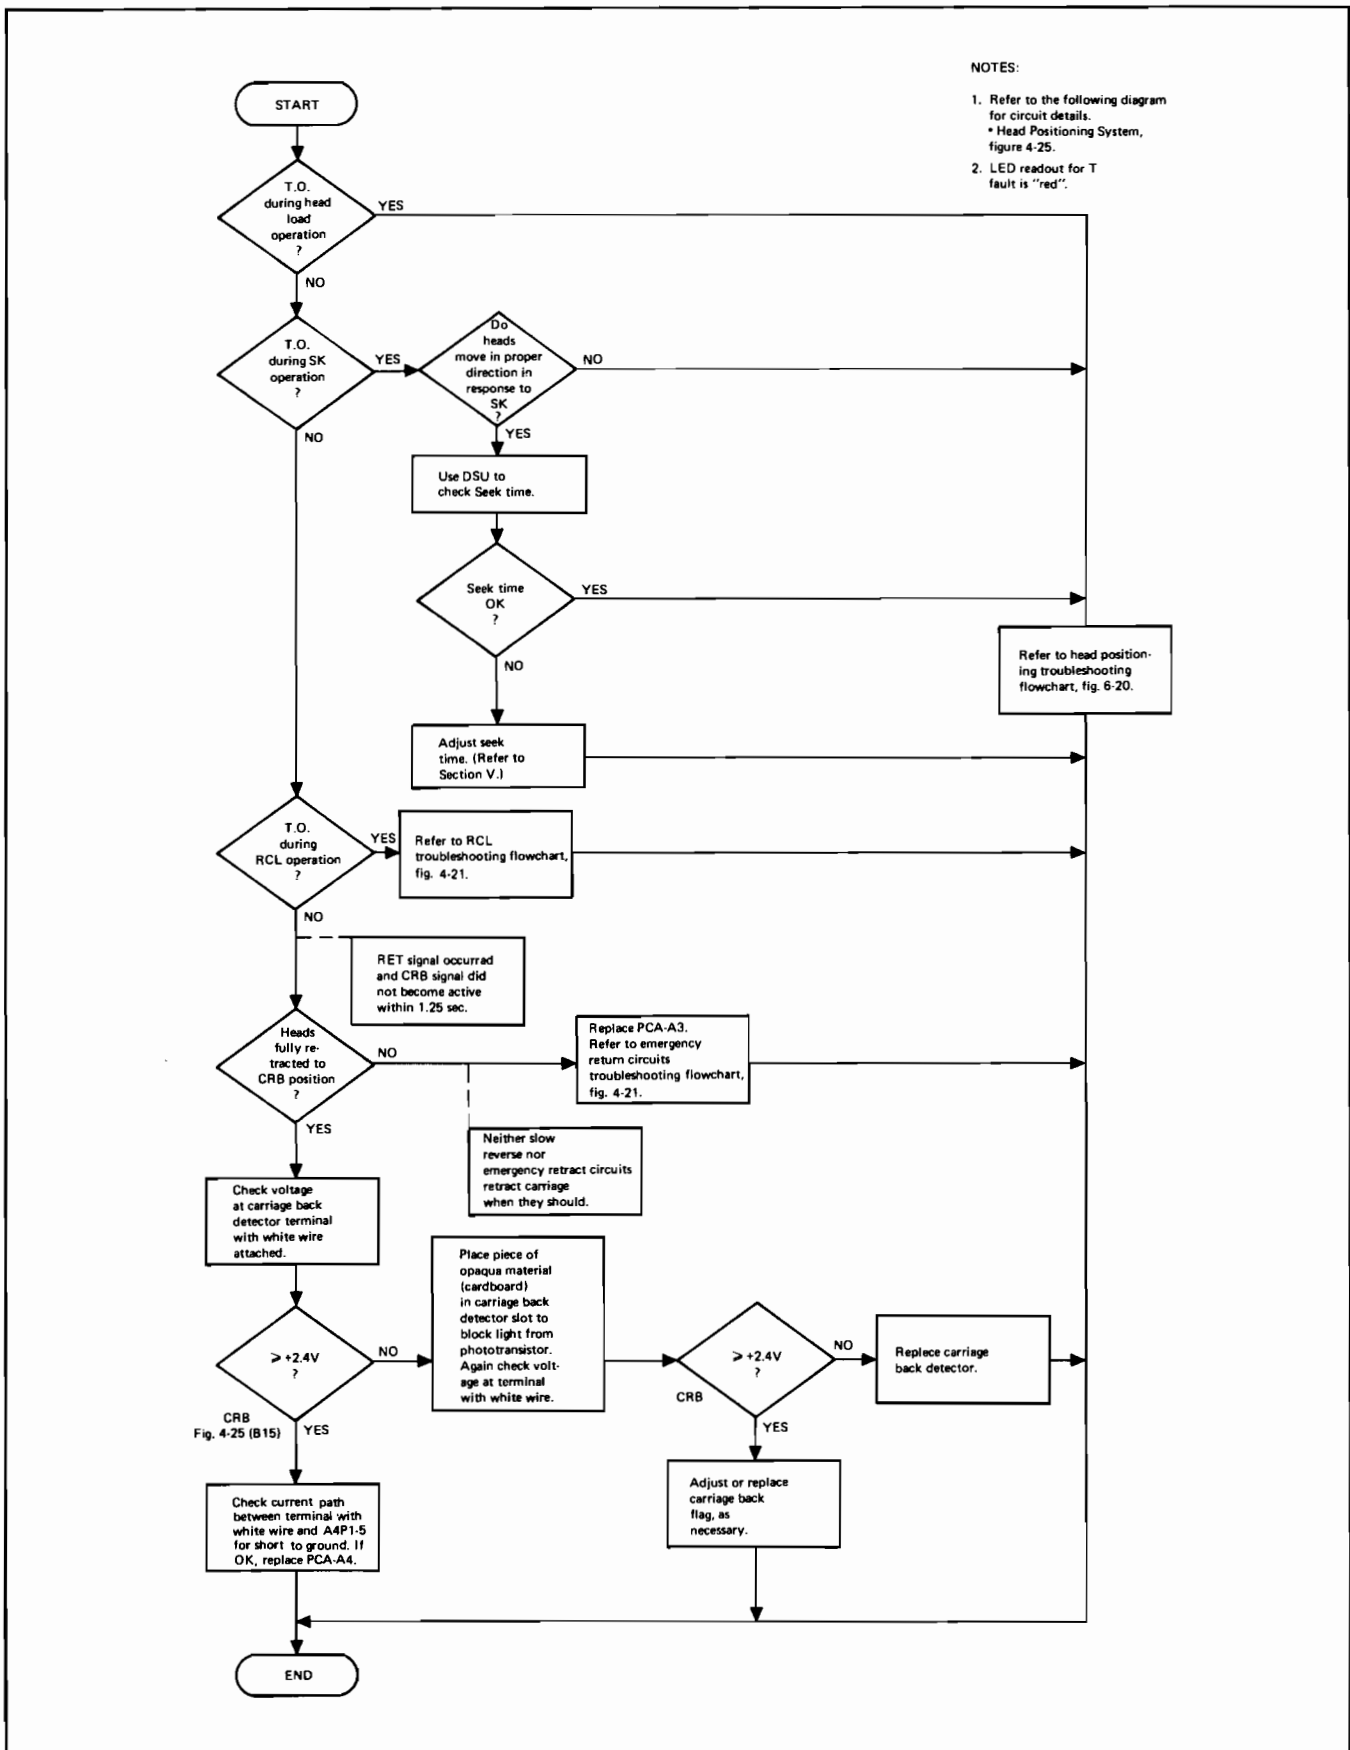 NOTES:
1. Refer to the following diagram
for circuit details.
• Head Positioning System,
figure 4-25.
2. LED readout for T
fault is "red".
START
T.O.
during head
load
operation
?
YES
NO
T.O.
during SK
operation
?
YES
NO
Do
heads
move in proper
direction in
response to
SK
?
NO
YES
Use DSU to
check Seek time.
Seek time
OK
?
YES
NO
Refer to head position-
ing troubleshooting
flowchart, fig. 6-20.
Adjust seek
time. (Refer to
Section V.)
T.O.
during
RCL operation
?
YES
NO
Refer to RCL
troubleshooting flowchart,
fig. 4-21.
RET signal occurrad
and CRB signal did
not become active
within 1.25 sec.
Heads
fully re-
tracted to
CRB position
?
NO
YES
Replace PCA-A3.
Refer to emergency
return circuits
troubleshooting flowchart,
fig. 4-21.
Neither slow
reverse nor
emergency retract circuits
retract carriage
when they should.
Check voltage
at carriage back
detector terminal
with white wire
attached.
⩾ +2.4V
?
NO
CRB
Fig. 4-25 (B15)
YES
Place piece of
opaqua material
(cardboard)
in carriage back
detector slot to
block light from
phototransistor.
Again check volt-
age at terminal
with white wire.
⩾ +2.4V
?
CRB
NO
YES
Replece carriage
back detector.
Adjust or replace
carriage back
flag, as
necessary.
Check current path
between terminal with
white wire and A4P1-5
for short to ground. If
OK, replace PCA-A4.
END